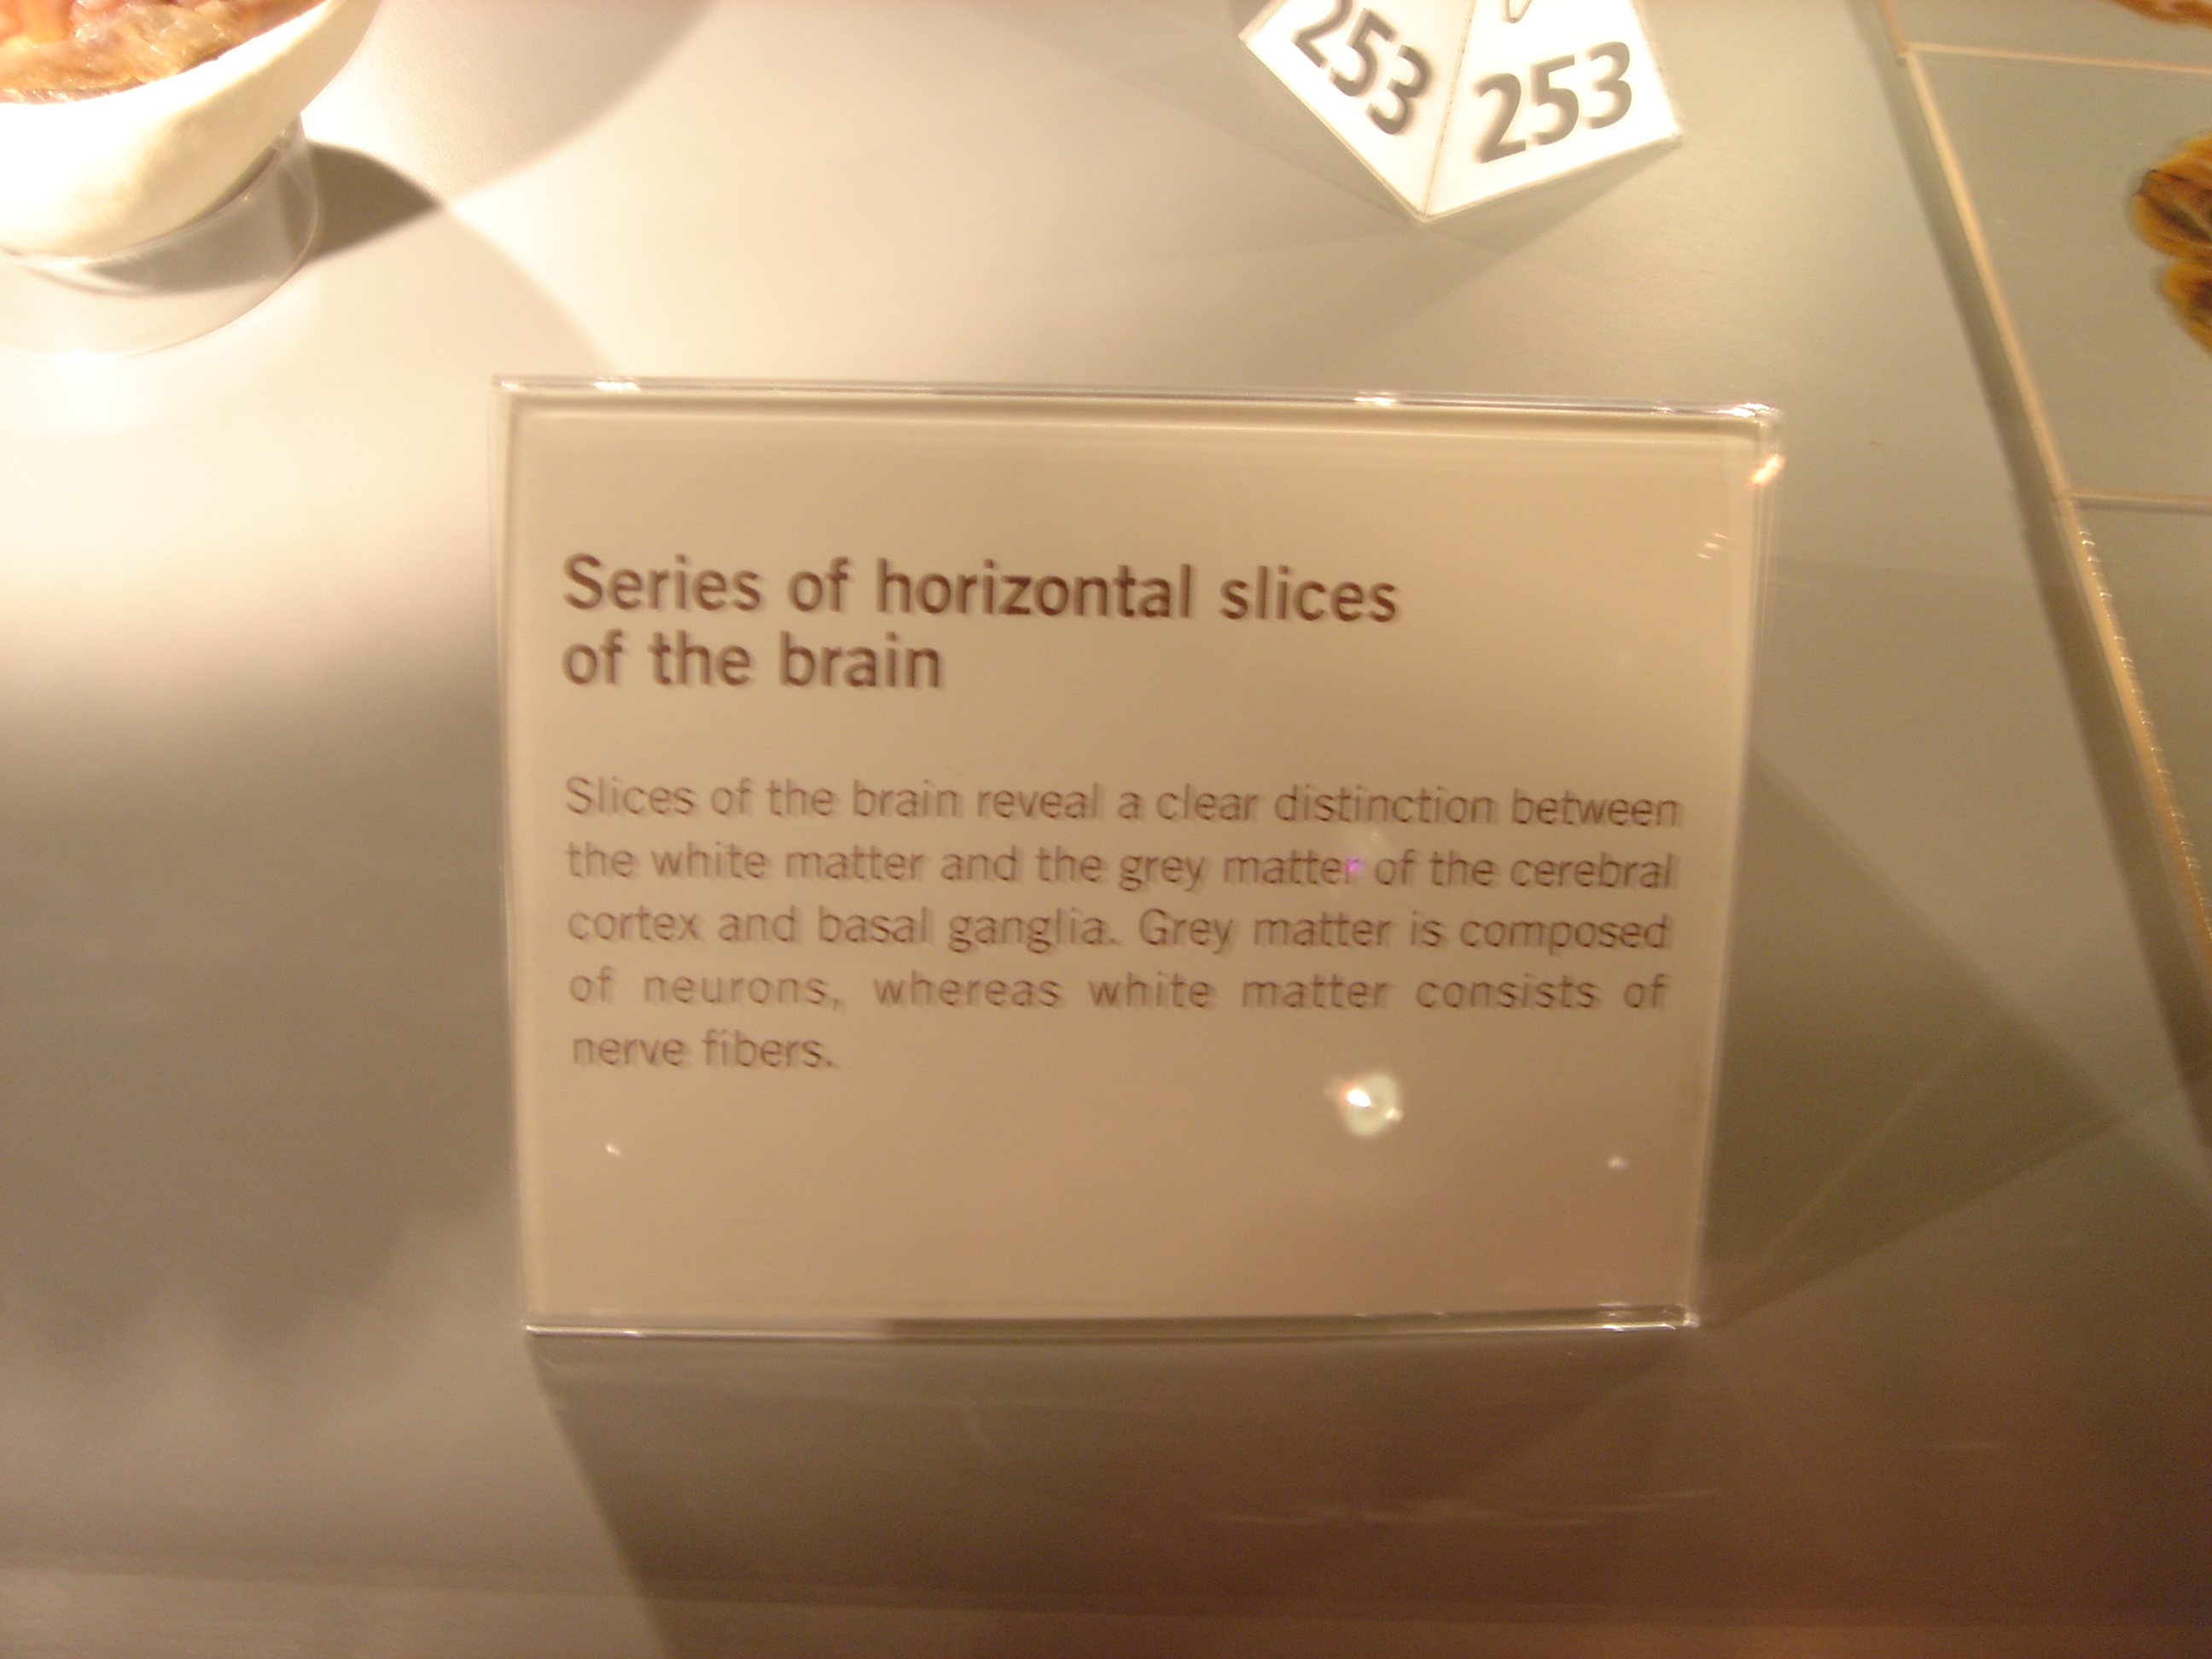 253
253
Series of horizontal slices
of the brain
Slices of the brain reveal a clear distinction between
the white matter and the grey matter of the cerebral
cortex and basal ganglia. Grey matter is composed
of neurons, whereas white matter consists of
nerve fibers.